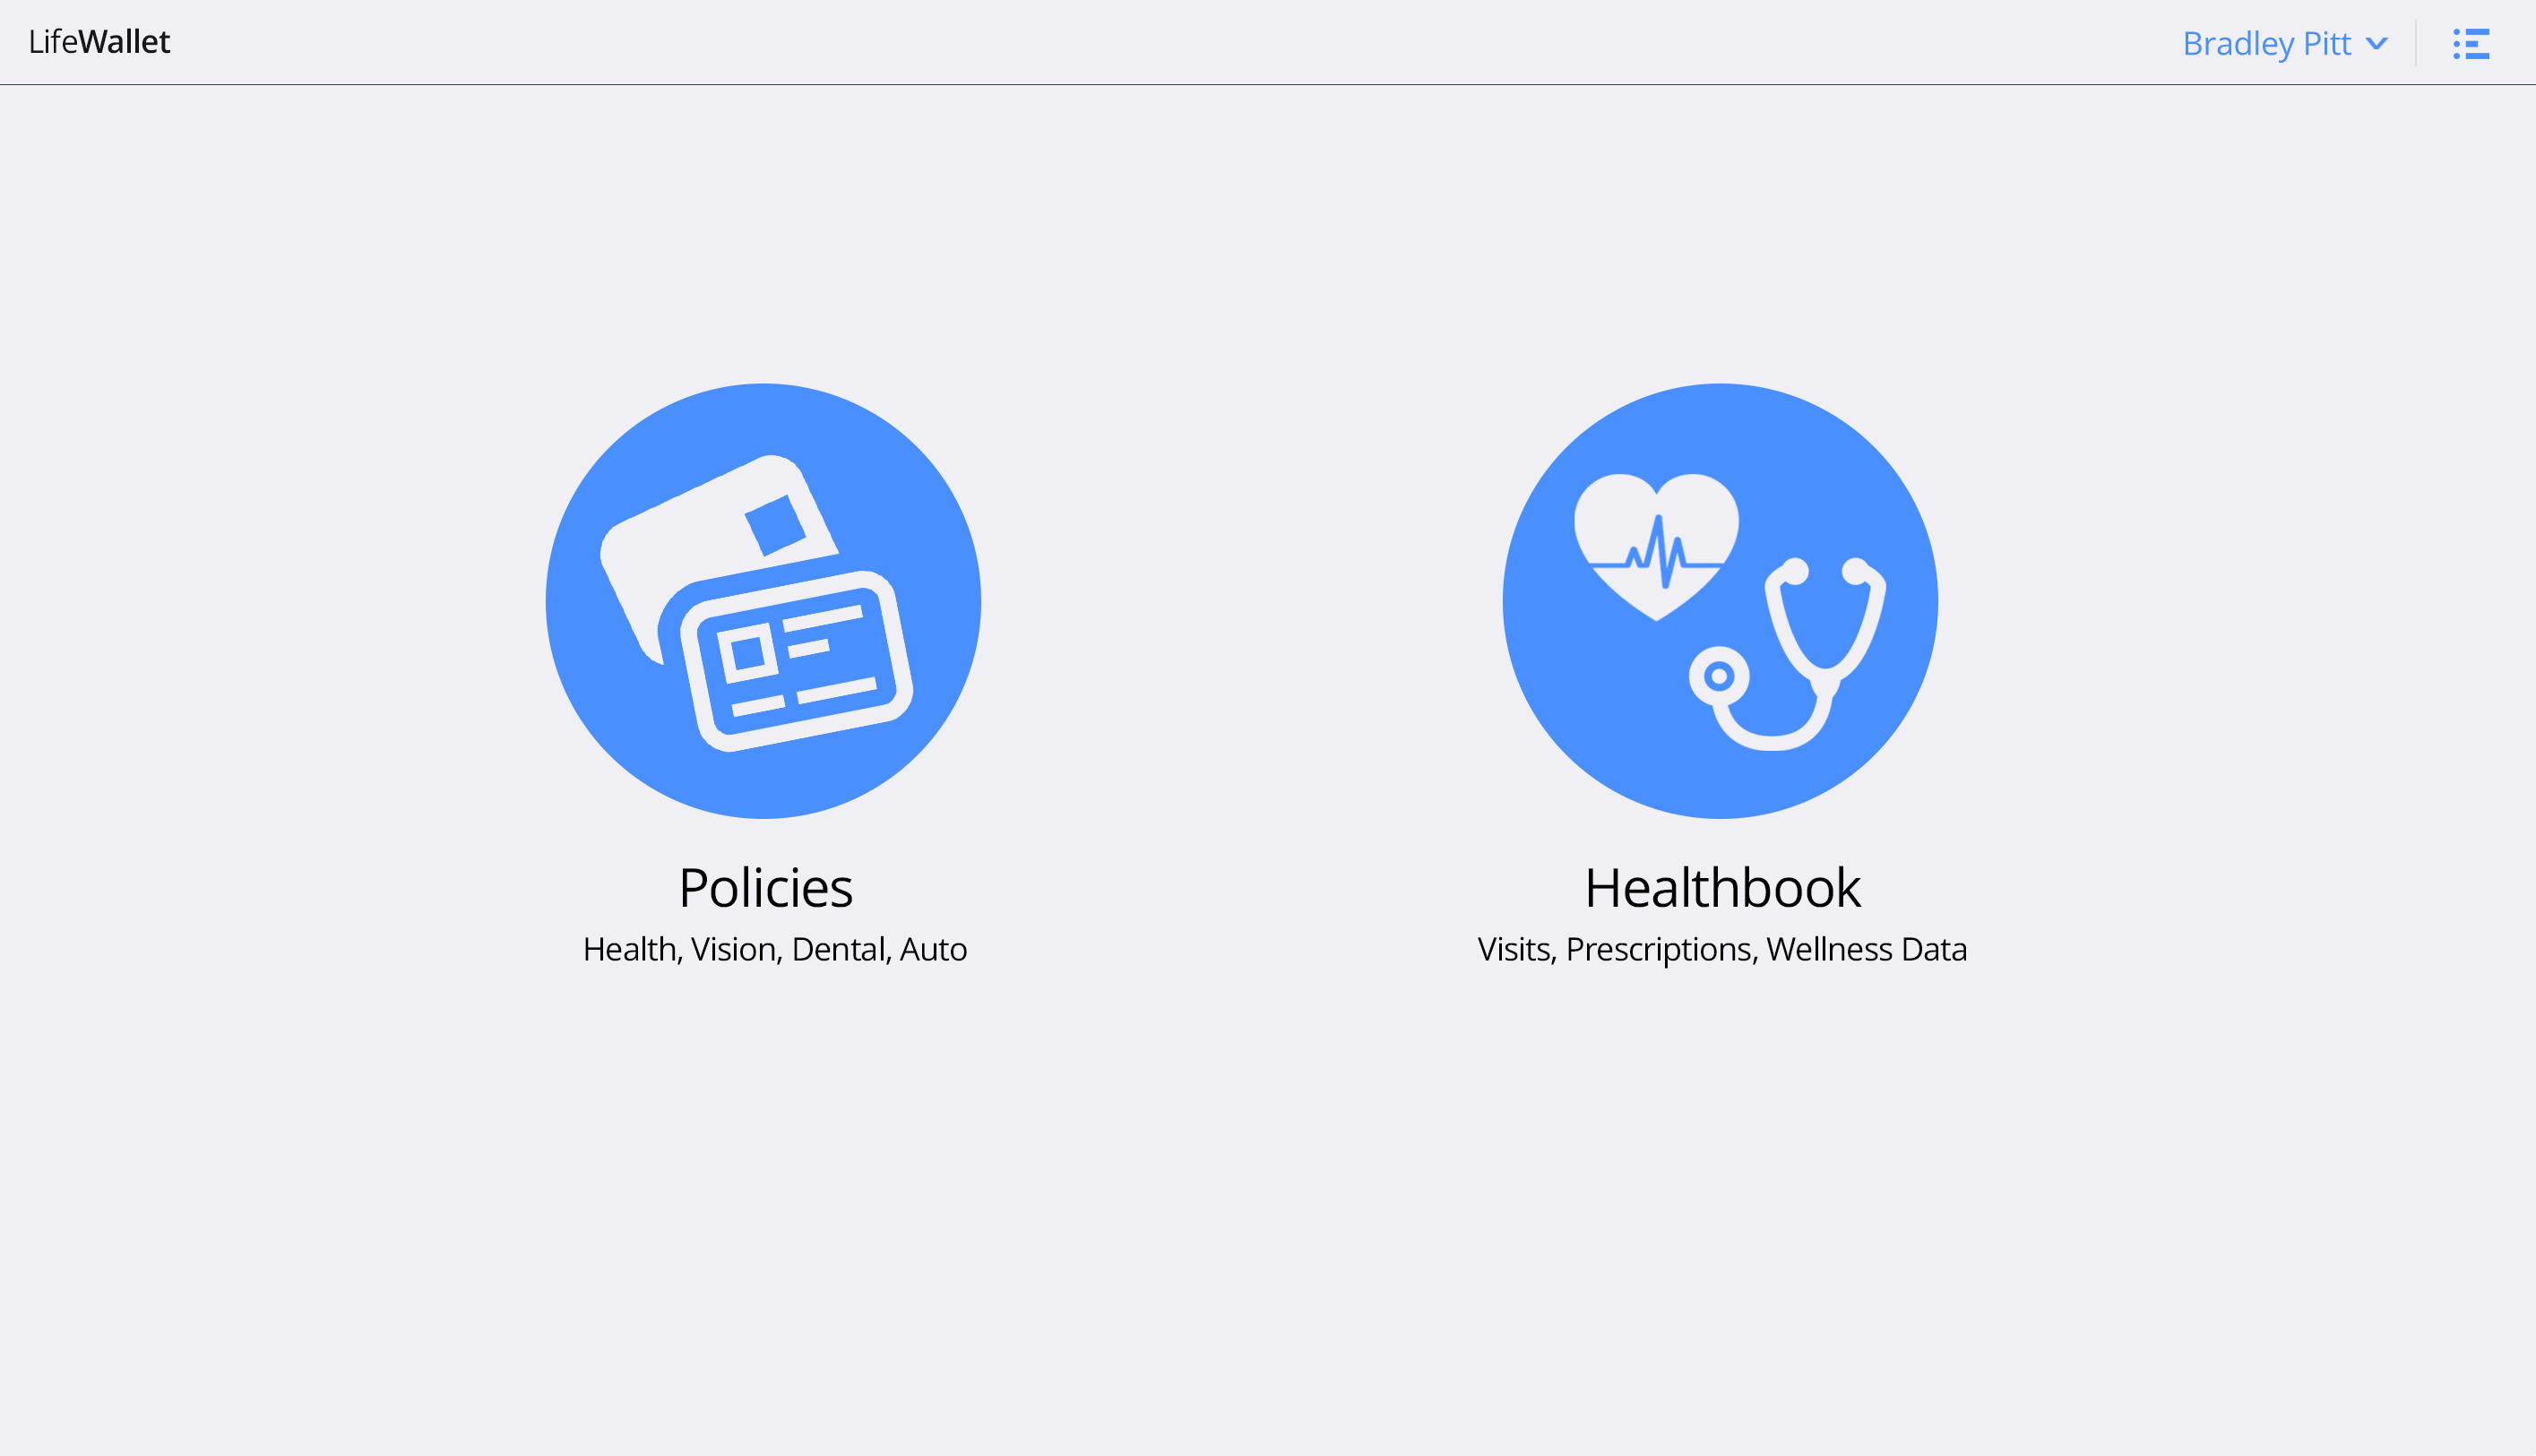 LifeWallet
Bradley Pitt
Policies
Health, Vision, Dental, Auto
Healthbook
Visits, Prescriptions, Wellness Data